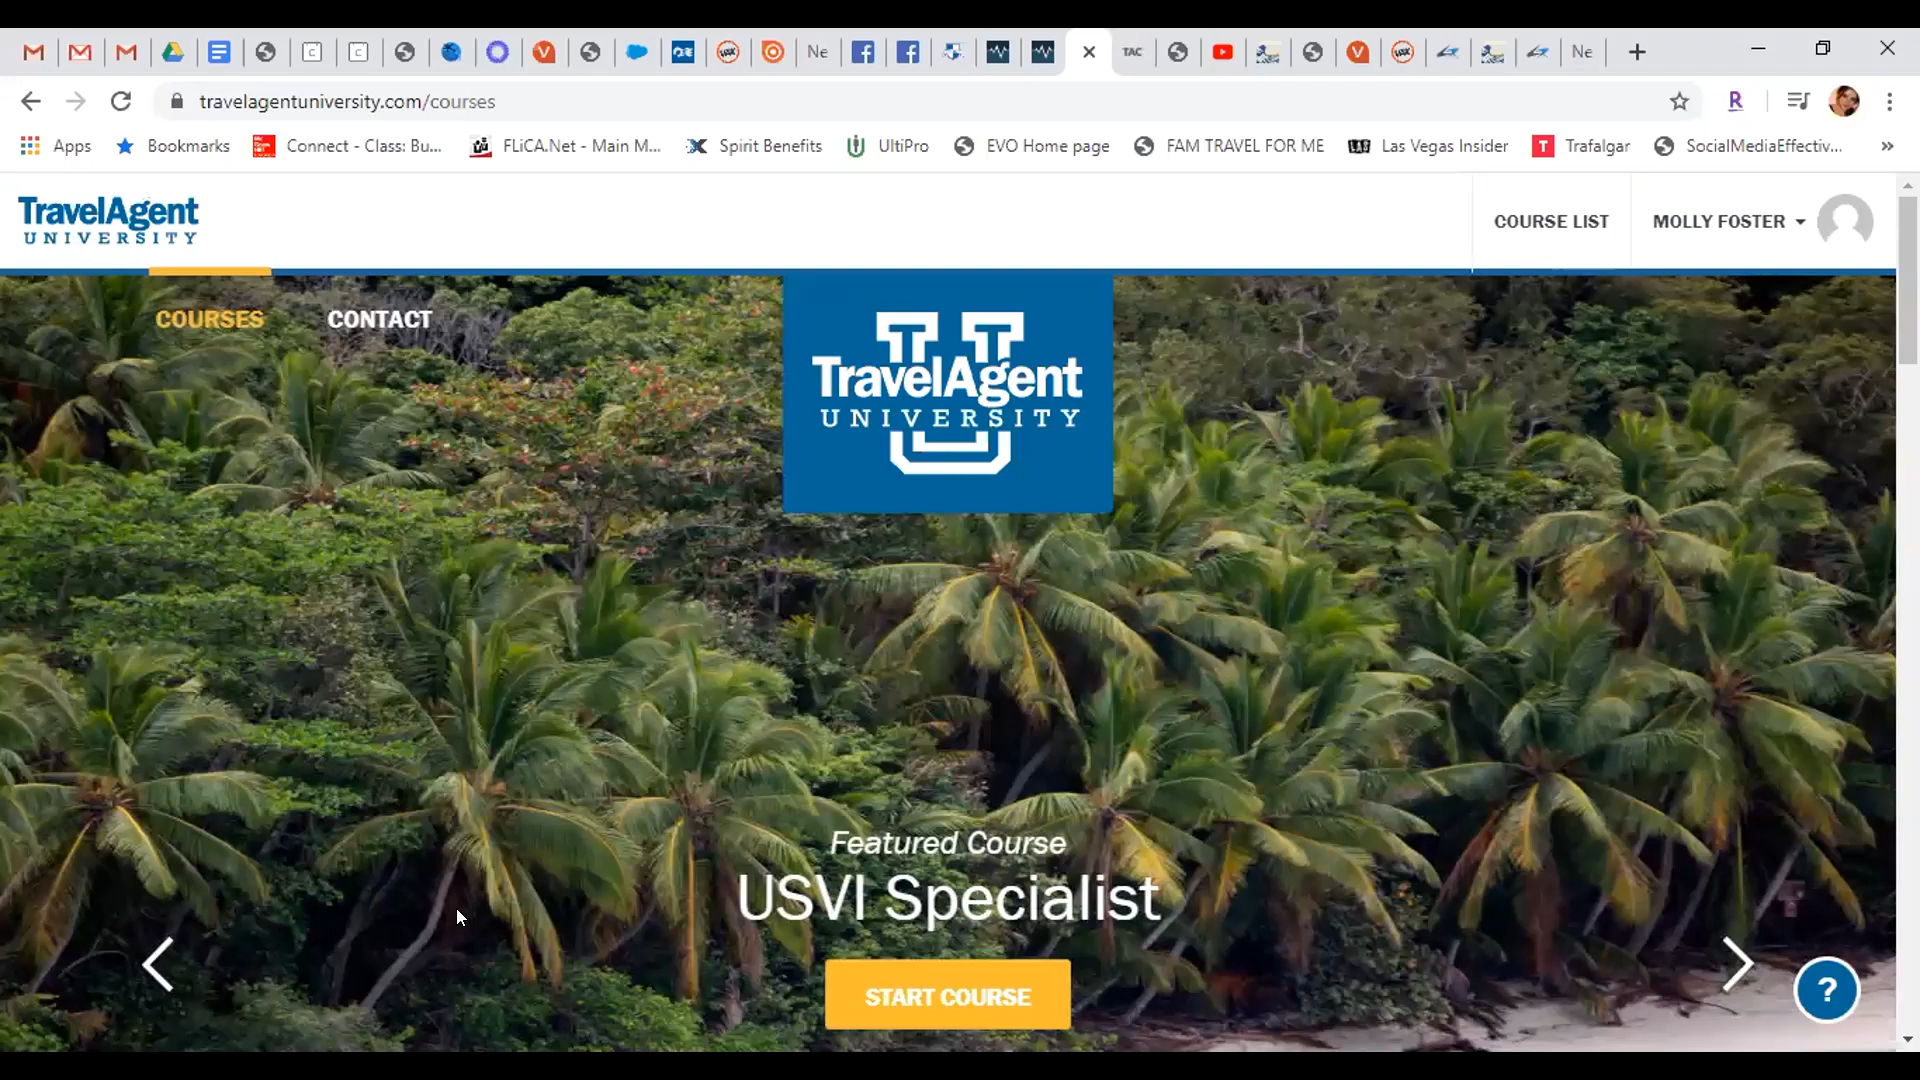 Ne
TAC
Ne
travelagentuniversity.com/courses
Apps
Bookmarks
Connect - Class: Bu...
FLiCA.Net - Main M...
Spirit Benefits
UltiPro
EVO Home page
FAM TRAVEL FOR ME
Las Vegas Insider
Trafalgar
SocialMediaEffectiv...
TravelAgent
UNIVERSITY
COURSE LIST
MOLLY FOSTER
COURSES
CONTACT
TravelAgent
UNIVERSITY
Featured Course
USVI Specialist
START COURSE
?